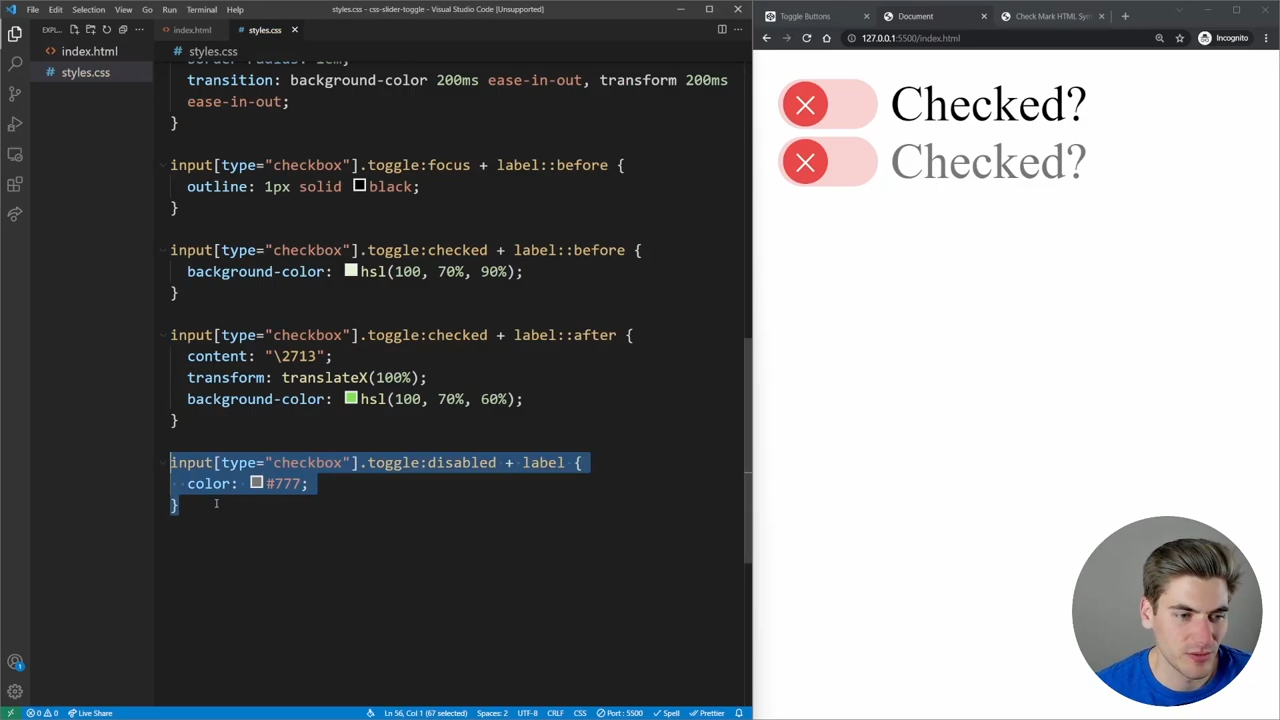 File Edit Selection View Go Run Terminal Help
styles.css - css-slider-toggle - Visual Studio Code [Unsupported]
EXPL...
index.html
styles.css
index.html
styles.css
styles.css
transition: background-color 200ms ease-in-out, transform 200ms
ease-in-out;
}
input[type="checkbox"].toggle:focus + label::before {
outline: 1px solid black;
}
input[type="checkbox"].toggle:checked + label::before {
background-color: hsl(100, 70%, 90%);
}
input[type="checkbox"].toggle:checked + label::after {
content: "\2713";
transform: translateX(100%);
background-color: hsl(100, 70%, 60%);
}
input[type="checkbox"].toggle:disabled + label {
color: #777;
}
1
0 0 Live Share
Ln 56, Col 1 (67 selected) Spaces: 2 UTF-8 CRLF CSS Port : 5500 Spell Prettier
Toggle Buttons
Document
Check Mark HTML Sy
127.0.0.1:5500/index.html
Incognito
Checked?
Checked?